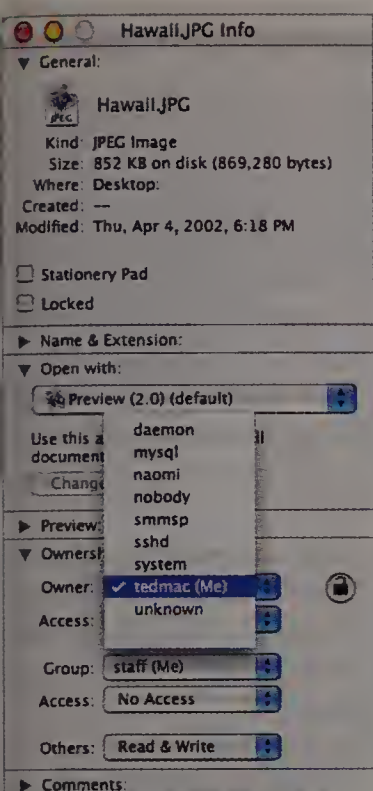 Hawaii.JPG Info
General:
JPEG
Hawaii.JPG
Kind: JPEG Image
Size: 852 KB on disk (869,280 bytes)
Where: Desktop:
Created: —
Modified: Thu, Apr 4, 2002, 6:18 PM
Stationery Pad
Locked
Name & Extension:
Open with:
Preview (2.0) (default)
Use this a
document
Chang
daemon
mysql
naomi
nobody
smmsp
sshd
system
✓ tedmac (Me)
unknown
Preview:
Ownersh
Owner:
Access:
Group: staff (Me)
Access: No Access
Others: Read & Write
Comments: